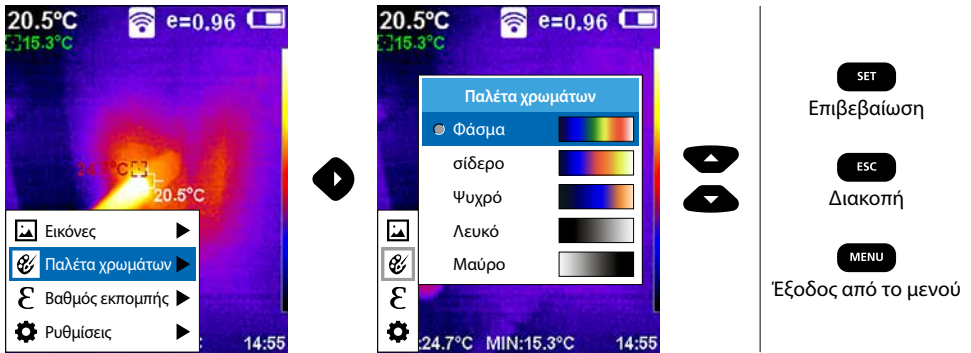 20.5°C e=0.96
15.3°C
24.7°C
20.5°C
Εικόνες
Παλέτα χρωμάτων
Ɛ Βαθμός εκπομπής
Ρυθμίσεις
14:55
20.5°C e=0.96
15.3°C
Παλέτα χρωμάτων
Φάσμα
σίδερο
Ψυχρό
Λευκό
Μαύρο
Ɛ
:24.7°C MIN:15.3°C 14:55
SET
Επιβεβαίωση
ESC
Διακοπή
MENU
Έξοδος από το μενού